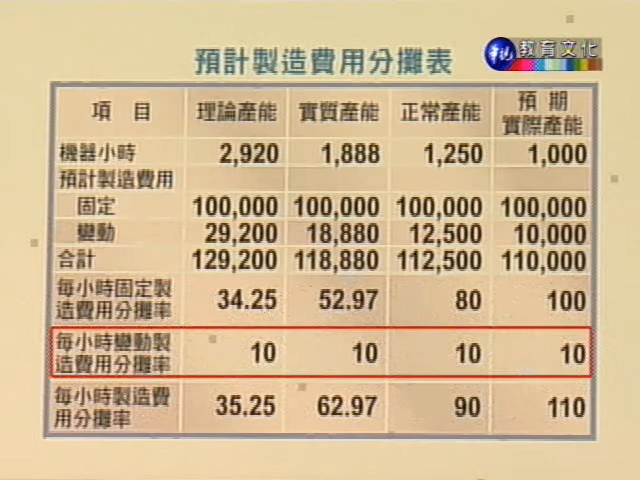 華視 教育文化
預計製造費用分攤表
項 目 理論產能 實質產能 正常產能 預 期 實際產能
機器小時 2,920 1,888 1,250 1,000
預計製造費用
固定 100,000 100,000 100,000 100,000
變動 29,200 18,880 12,500 10,000
合計 129,200 118,880 112,500 110,000
每小時固定製
造費用分攤率 34.25 52.97 80 100
每小時變動製
造費用分攤率 10 10 10 10
每小時製造費
用分攤率 35.25 62.97 90 110